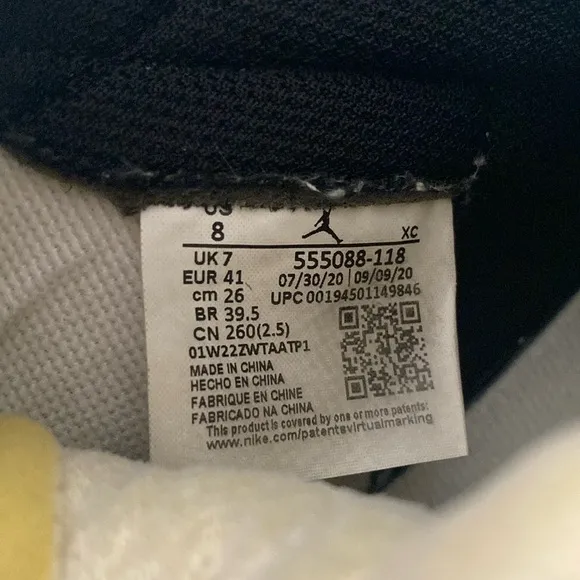 US
8
XC
UK 7
555088-118
EUR 41
07/30/20 | 09/09/20
cm 26
UPC 00194501149846
BR 39.5
CN 260(2.5)
01W22ZWTAATP1
MADE IN CHINA
HECHO EN CHINA
FABRIQUE EN CHINE
FABRICADO NA CHINA
This product is covered by one or more patents:
www.nike.com/patentsvirtualmarking